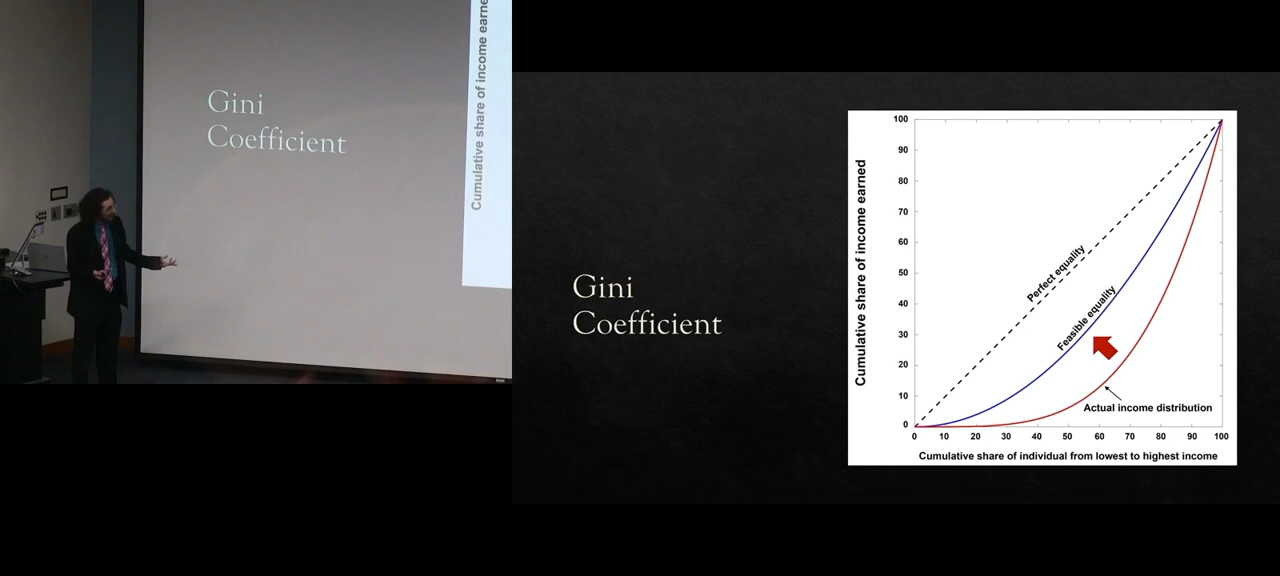 Gini
Coefficient
Cumulative share of income earne
Gini
Coefficient
Cumulative share of income earned
100
90
80
70
60
50
40
30
20
10
0
Perfect equality
Feasible equality
Actual income distribution
0 10 20 30 40 50 60 70 80 90 100
Cumulative share of individual from lowest to highest income